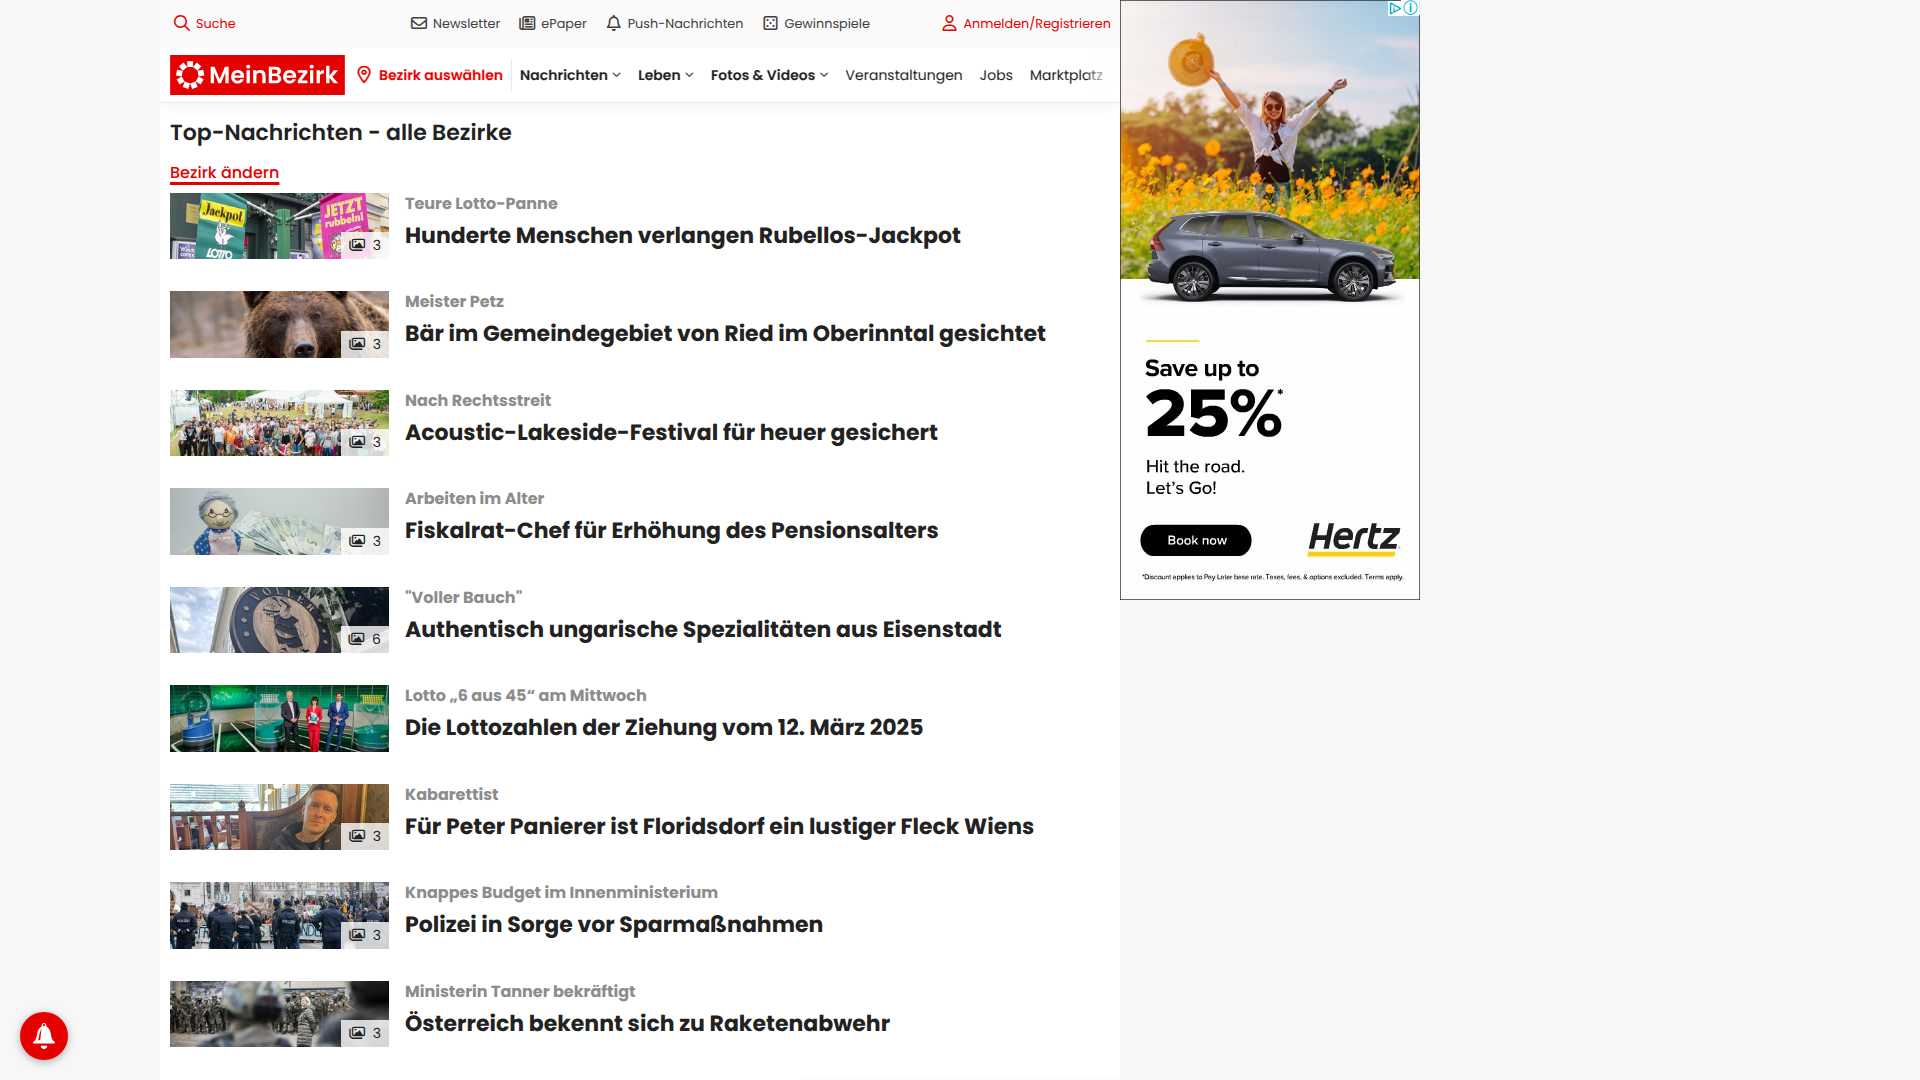 Suche
Newsletter
ePaper
Push-Nachrichten
Gewinnspiele
Anmelden/Registrieren
MeinBezirk
Bezirk auswählen
Nachrichten
Leben
Fotos & Videos
Veranstaltungen
Jobs
Marktplatz
Top-Nachrichten - alle Bezirke
Bezirk ändern
Jackpot
LOTTO
JETZT
rubbeln!
3
Teure Lotto-Panne
Hunderte Menschen verlangen Rubellos-Jackpot
3
Meister Petz
Bär im Gemeindegebiet von Ried im Oberinntal gesichtet
3
Nach Rechtsstreit
Acoustic-Lakeside-Festival für heuer gesichert
3
Arbeiten im Alter
Fiskalrat-Chef für Erhöhung des Pensionsalters
VOLLER
6
"Voller Bauch"
Authentisch ungarische Spezialitäten aus Eisenstadt
Lotto „6 aus 45“ am Mittwoch
Die Lottozahlen der Ziehung vom 12. März 2025
3
Kabarettist
Für Peter Panierer ist Floridsdorf ein lustiger Fleck Wiens
3
Knappes Budget im Innenministerium
Polizei in Sorge vor Sparmaßnahmen
3
Ministerin Tanner bekräftigt
Österreich bekennt sich zu Raketenabwehr
Save up to
25%*
Hit the road.
Let's Go!
Book now
Hertz
*Discount applies to Pay Later base rate. Taxes, fees, & options excluded. Terms apply.